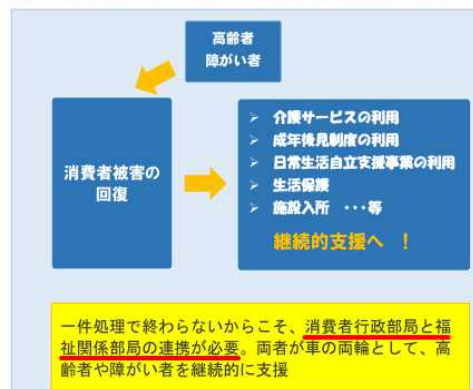 高齢者
障がい者
消費者被害の
回復
➢ 介護サービスの利用
➢ 成年後見制度の利用
➢ 日常生活自立支援事業の利用
➢ 生活保護
➢ 施設入所 ・・・等
継続的支援へ !
一件処理で終わらないからこそ、消費者行政部局と福
祉関係部局の連携が必要。両者が車の両輪として、高
齢者や障がい者を継続的に支援